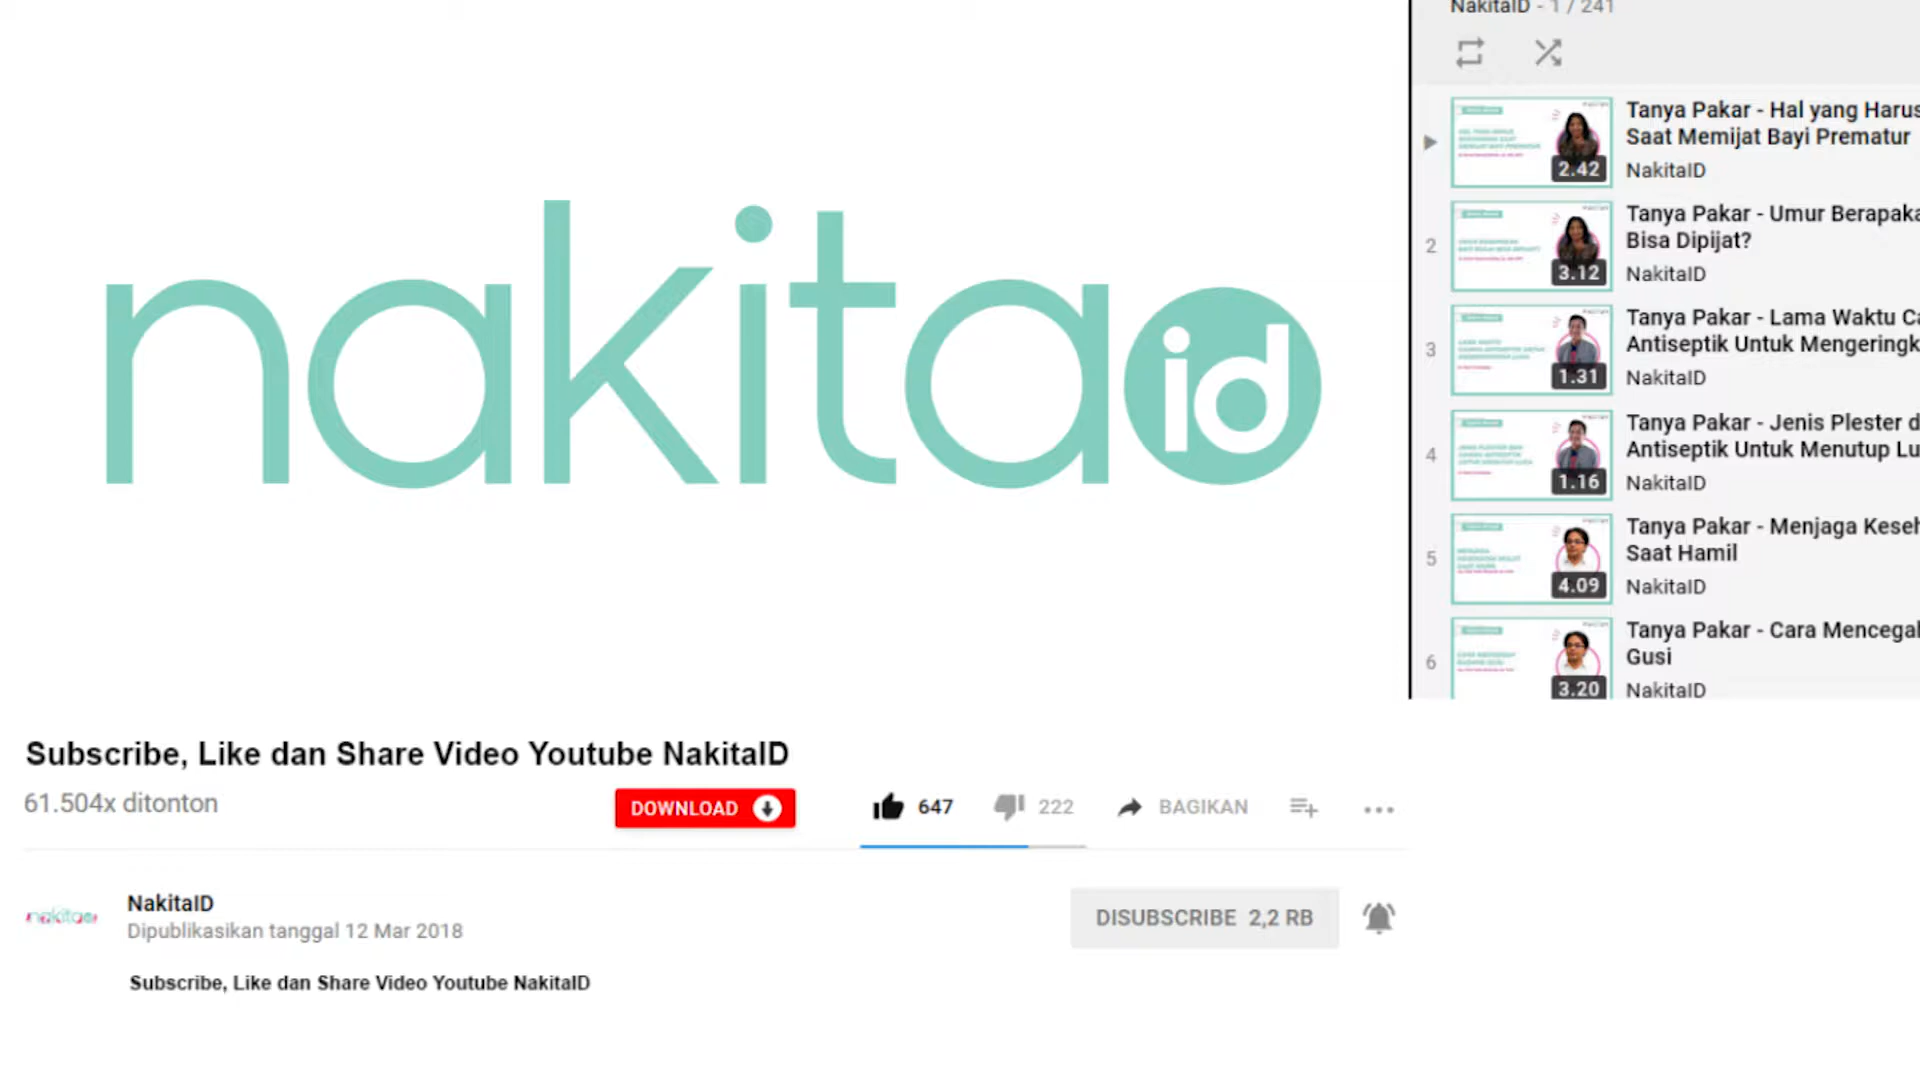 nakita id
NakitaID - 1 / 241
Tanya Pakar - Hal yang Harus
Saat Memijat Bayi Prematur
NakitaID
2.42
2
Tanya Pakar - Umur Berapaka
Bisa Dipijat?
NakitaID
3.12
3
Tanya Pakar - Lama Waktu Ca
Antiseptik Untuk Mengeringk
NakitaID
1.31
4
Tanya Pakar - Jenis Plester d
Antiseptik Untuk Menutup Lu
NakitaID
1.16
5
Tanya Pakar - Menjaga Keseh
Saat Hamil
NakitaID
4.09
6
Tanya Pakar - Cara Mencegah
Gusi
NakitaID
3.20
Subscribe, Like dan Share Video Youtube NakitaID
61.504x ditonton
DOWNLOAD
647
222
BAGIKAN
nakita
NakitaID
Dipublikasikan tanggal 12 Mar 2018
DISUBSCRIBE 2,2 RB
Subscribe, Like dan Share Video Youtube NakitaID